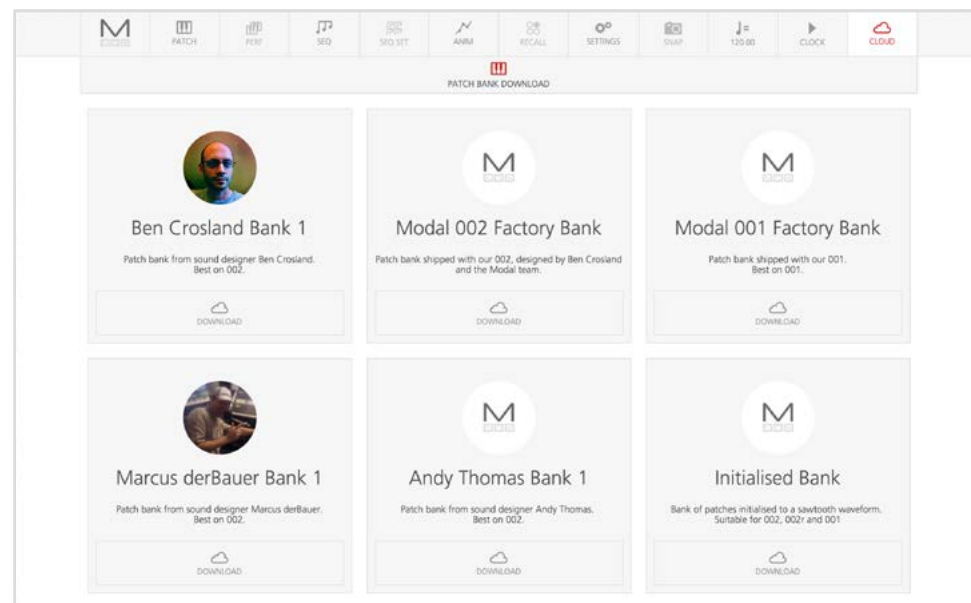 M
PATCH
PERF
SEQ
SEQ SET
ANIM
RECALL
SETTINGS
SNAP
120.00
CLOCK
CLOUD
PATCH BANK DOWNLOAD
Ben Crosland Bank 1
Patch bank from sound designer Ben Crosland.
Best on 002.
DOWNLOAD
M
Modal 002 Factory Bank
Patch bank shipped with our 002, designed by Ben Crosland
and the Modal team.
DOWNLOAD
M
Modal 001 Factory Bank
Patch bank shipped with our 001.
Best on 001.
DOWNLOAD
Marcus derBauer Bank 1
Patch bank from sound designer Marcus derBauer.
Best on 002.
DOWNLOAD
M
Andy Thomas Bank 1
Patch bank from sound designer Andy Thomas.
Best on 002.
DOWNLOAD
M
Initialised Bank
Bank of patches initialised to a sawtooth waveform.
Suitable for 002, 002r and 001
DOWNLOAD